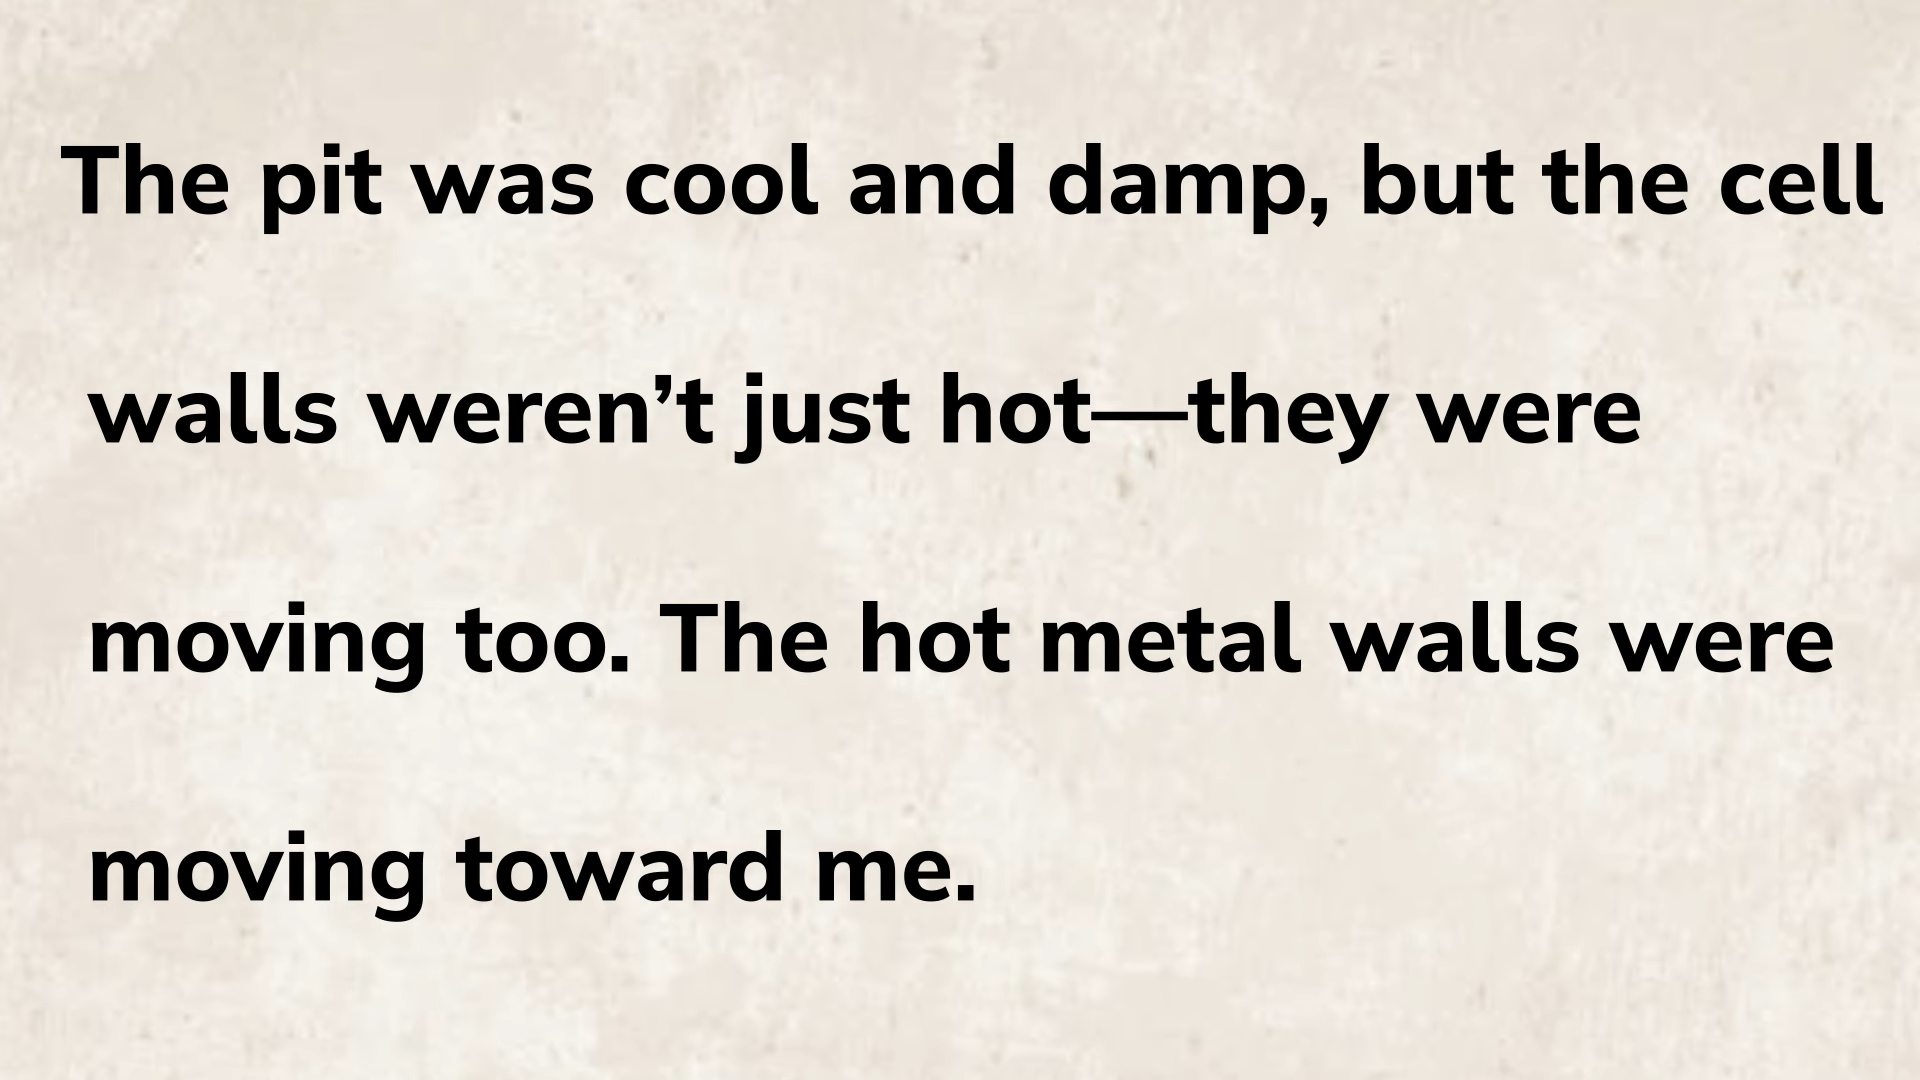 The pit was cool and damp, but the cell
walls weren’t just hot—they were
moving too. The hot metal walls were
moving toward me.